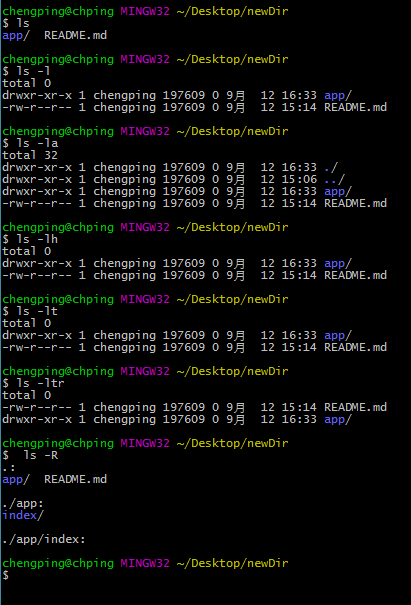 chengping@chping MINGW32 ~/Desktop/newDir
$ ls
app/  README.md

chengping@chping MINGW32 ~/Desktop/newDir
$ ls -l
total 0
drwxr-xr-x 1 chengping 197609 0 9月  12 16:33 app/
-rw-r--r-- 1 chengping 197609 0 9月  12 15:14 README.md

chengping@chping MINGW32 ~/Desktop/newDir
$ ls -la
total 32
drwxr-xr-x 1 chengping 197609 0 9月  12 16:33 ./
drwxr-xr-x 1 chengping 197609 0 9月  12 15:06 ../
drwxr-xr-x 1 chengping 197609 0 9月  12 16:33 app/
-rw-r--r-- 1 chengping 197609 0 9月  12 15:14 README.md

chengping@chping MINGW32 ~/Desktop/newDir
$ ls -lh
total 0
drwxr-xr-x 1 chengping 197609 0 9月  12 16:33 app/
-rw-r--r-- 1 chengping 197609 0 9月  12 15:14 README.md

chengping@chping MINGW32 ~/Desktop/newDir
$ ls -lt
total 0
drwxr-xr-x 1 chengping 197609 0 9月  12 16:33 app/
-rw-r--r-- 1 chengping 197609 0 9月  12 15:14 README.md

chengping@chping MINGW32 ~/Desktop/newDir
$ ls -ltr
total 0
-rw-r--r-- 1 chengping 197609 0 9月  12 15:14 README.md
drwxr-xr-x 1 chengping 197609 0 9月  12 16:33 app/

chengping@chping MINGW32 ~/Desktop/newDir
$  ls -R
.:
app/  README.md

./app:
index/

./app/index:

chengping@chping MINGW32 ~/Desktop/newDir
$